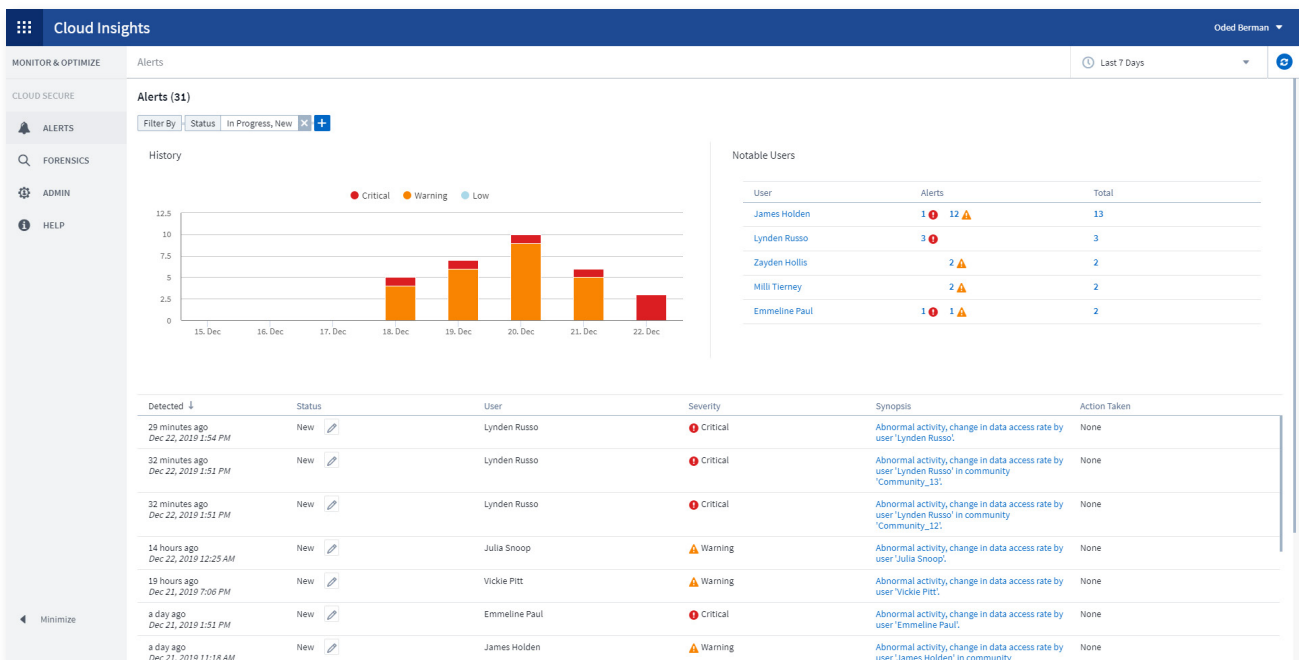 Cloud Insights
Oded Berman
MONITOR & OPTIMIZE
Alerts
Last 7 Days
CLOUD SECURE
ALERTS
FORENSICS
ADMIN
HELP
Minimize
Alerts (31)
Filter By Status In Progress, New
History
Critical Warning Low
12.5
10
7.5
5
2.5
0
15. Dec 16. Dec 17. Dec 18. Dec 19. Dec 20. Dec 21. Dec 22. Dec
Notable Users
User Alerts Total
James Holden 1 12 13
Lynden Russo 3 3
Zayden Hollis 2 2
Milli Tierney 2 2
Emmeline Paul 1 1 2
Detected Status User Severity Synopsis Action Taken
29 minutes ago New Lynden Russo Critical Abnormal activity, change in data access rate by None
Dec 22, 2019 1:54 PM user 'Lynden Russo'.
32 minutes ago New Lynden Russo Critical Abnormal activity, change in data access rate by None
Dec 22, 2019 1:51 PM user 'Lynden Russo' in community
'Community_13'.
32 minutes ago New Lynden Russo Critical Abnormal activity, change in data access rate by None
Dec 22, 2019 1:51 PM user 'Lynden Russo' in community
'Community_12'.
14 hours ago New Julia Snoop Warning Abnormal activity, change in data access rate by None
Dec 22, 2019 12:25 AM user 'Julia Snoop'.
19 hours ago New Vickie Pitt Warning Abnormal activity, change in data access rate by None
Dec 21, 2019 7:06 PM user 'Vickie Pitt'.
a day ago New Emmeline Paul Critical Abnormal activity, change in data access rate by None
Dec 21, 2019 1:51 PM user 'Emmeline Paul'.
a day ago New James Holden Warning Abnormal activity, change in data access rate by None
Dec 21, 2019 11:18 AM user 'James Holden' in community